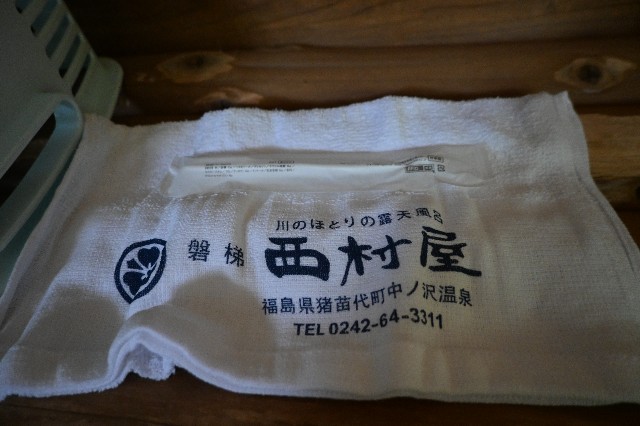 川のほとりの露天風呂
磐梯 西村屋
福島県猪苗代町中ノ沢温泉
TEL 0242-64-3311